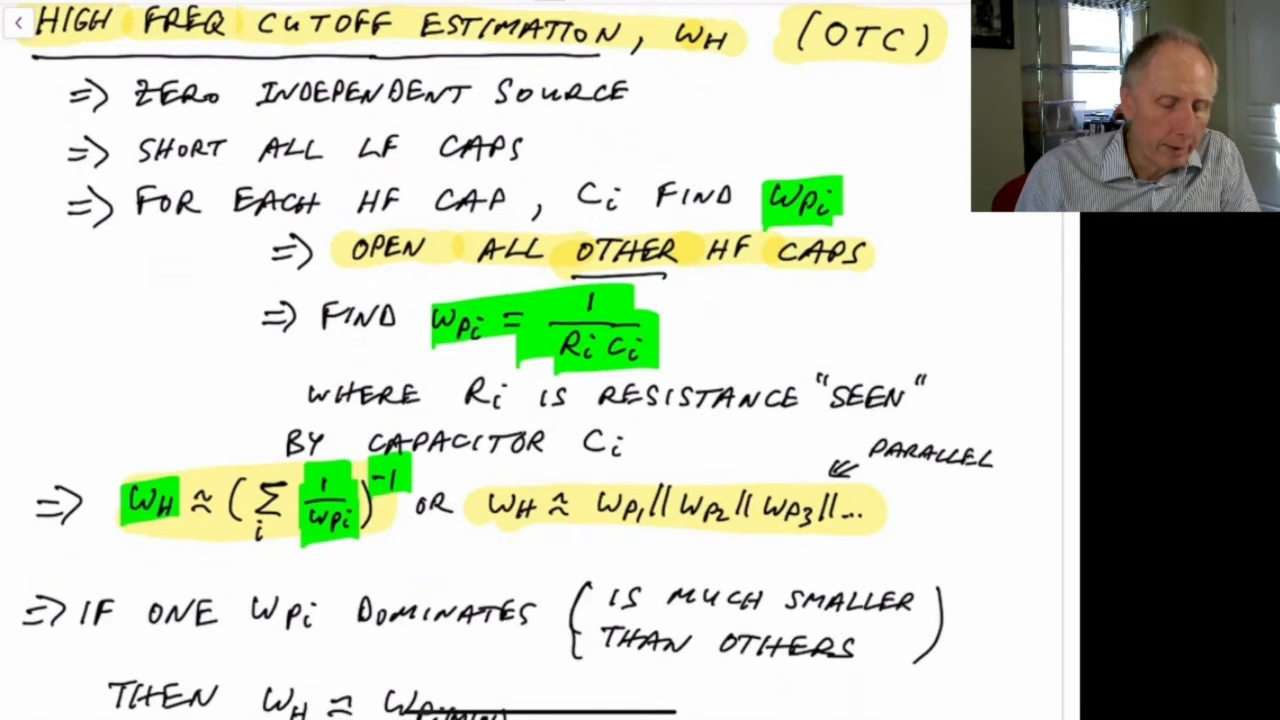 HIGH FREQ CUTOFF ESTIMATION, ωH (OTC)
=> ZERO INDEPENDENT SOURCE
=> SHORT ALL LF CAPS
=> FOR EACH HF CAP, Ci FIND ωpi
=> OPEN ALL OTHER HF CAPS
=> FIND ωpi = 1 / Ri Ci
WHERE Ri IS RESISTANCE "SEEN"
BY CAPACITOR Ci
PARALLEL
=> ωH ≈ (∑i 1/ωpi)^-1 OR ωH ≈ ωp1 || ωp2 || ωp3 || ...
=> IF ONE ωpi DOMINATES (IS MUCH SMALLER
THAN OTHERS)
THEN ωH ≈